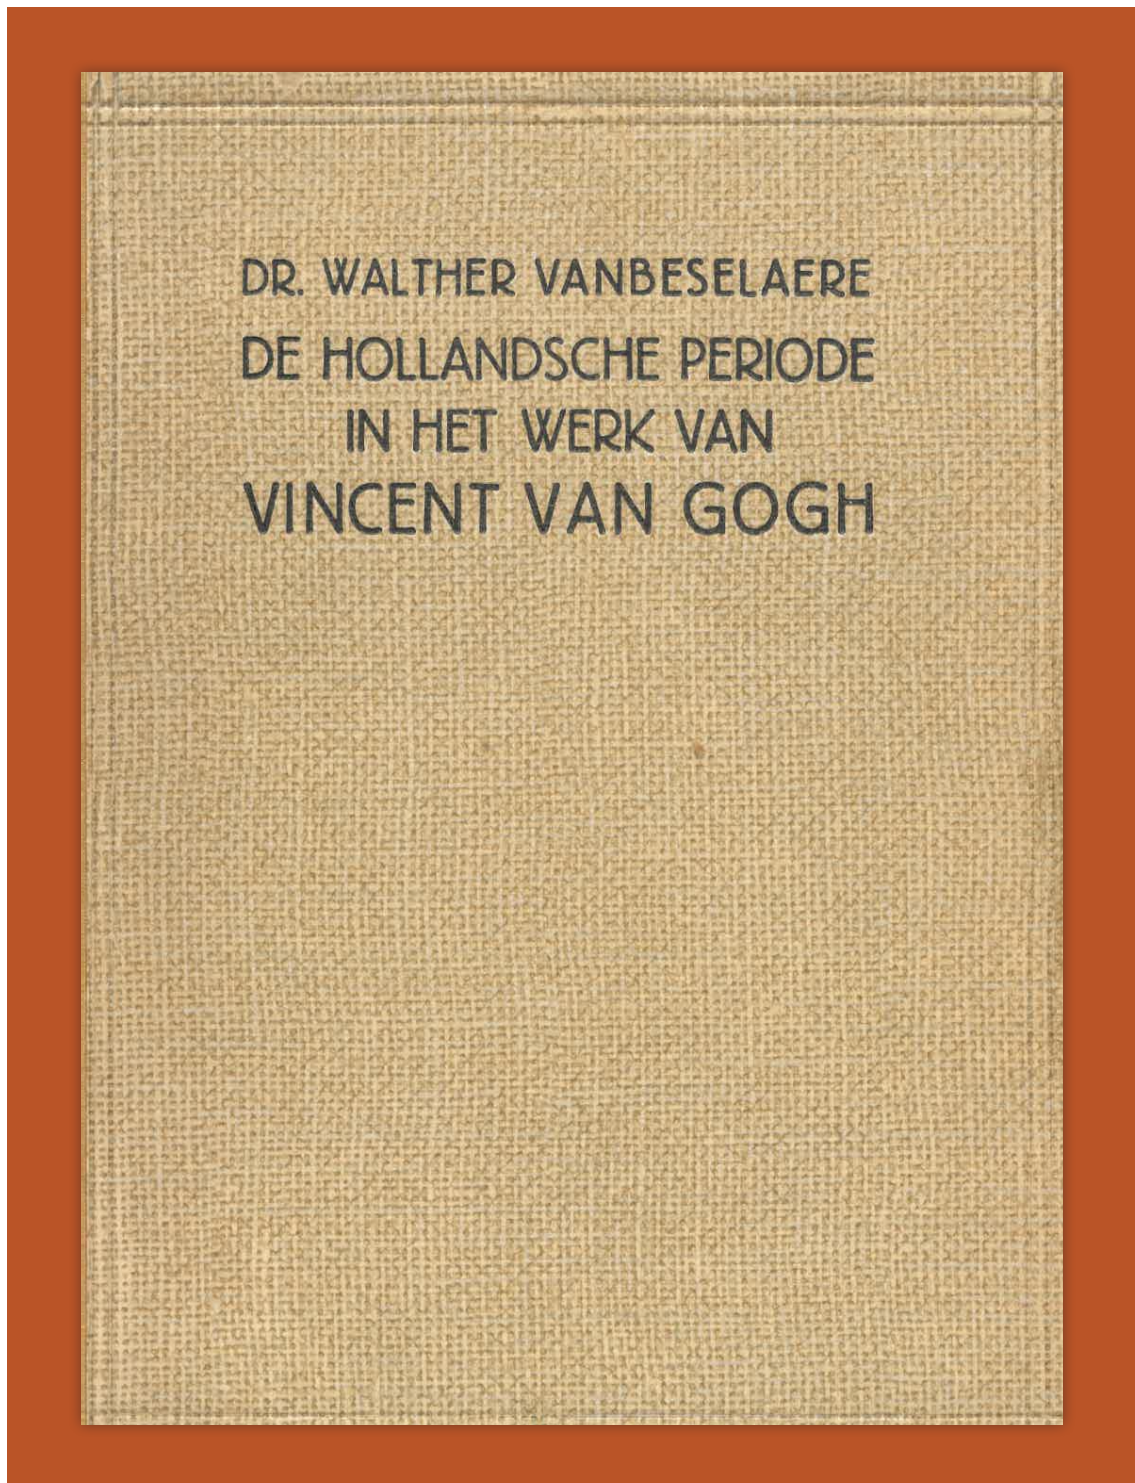 DR. WALTHER VANBESELAERE
DE HOLLANDSCHE PERIODE
IN HET WERK VAN
VINCENT VAN GOGH